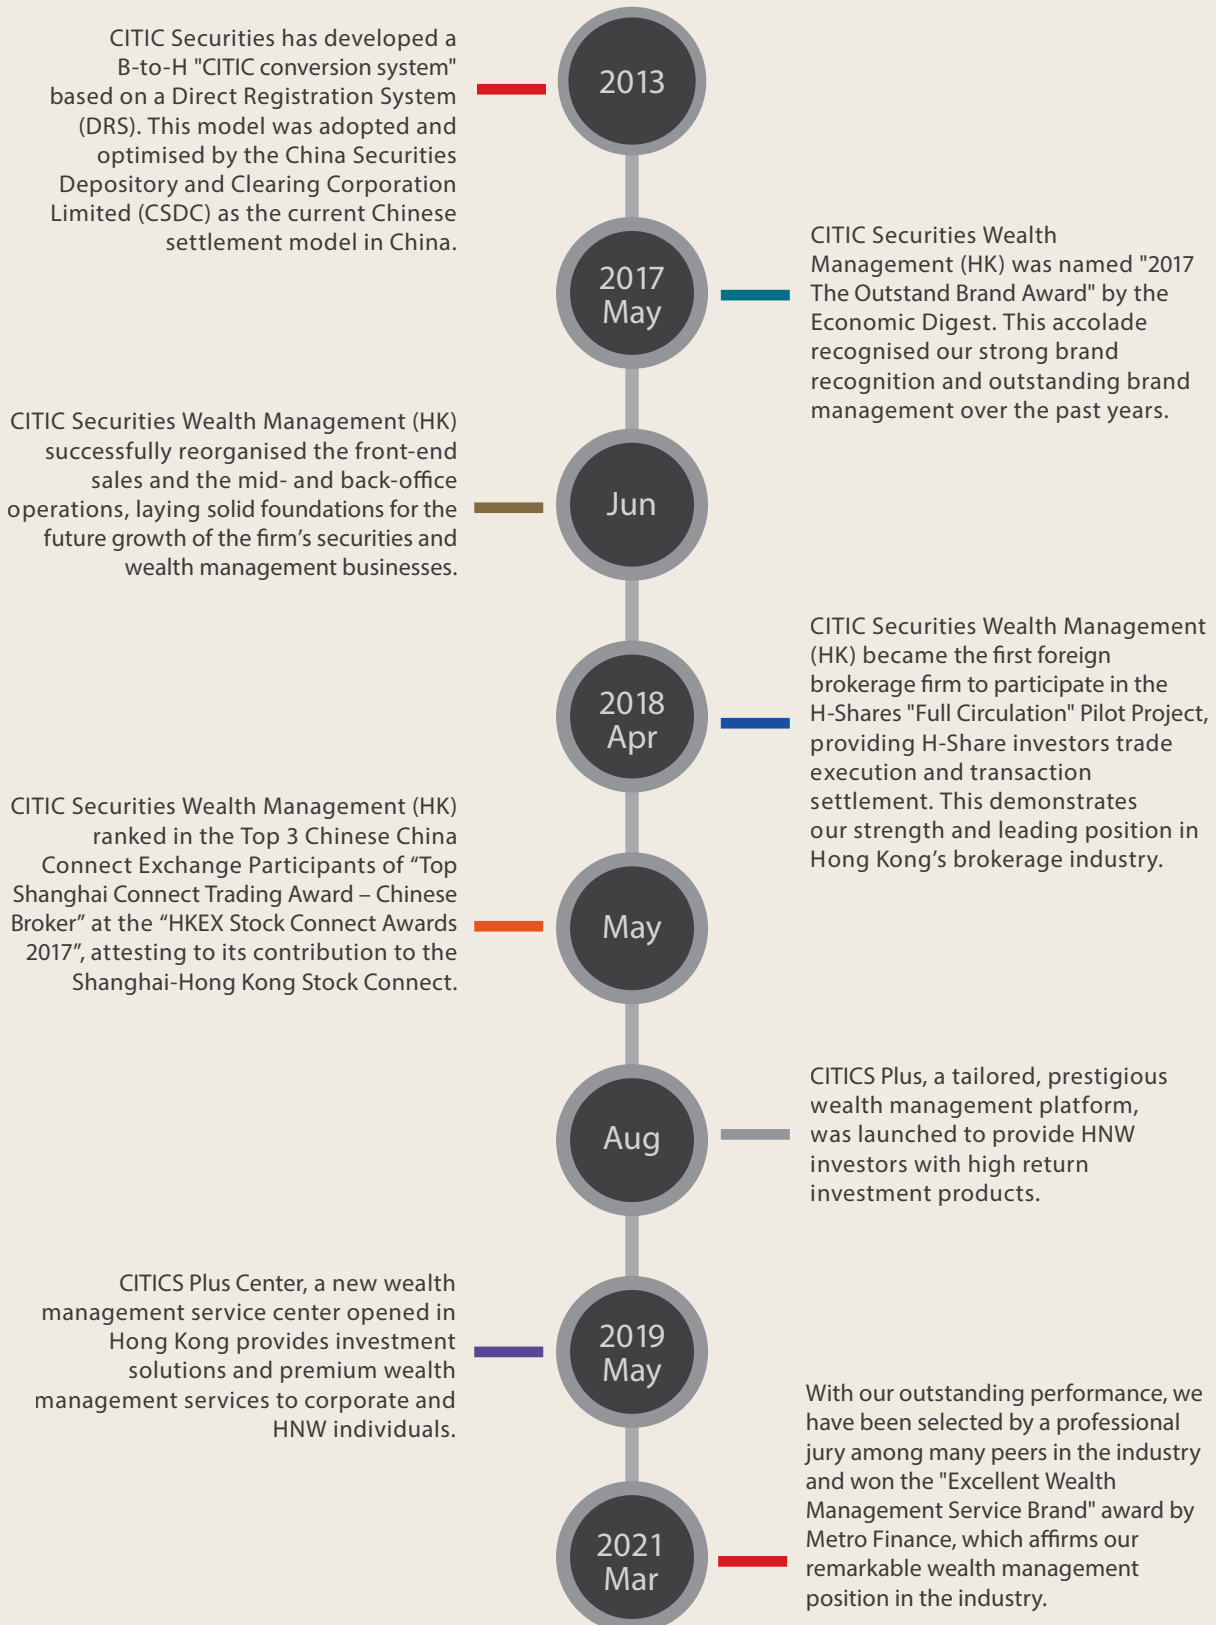 2013
CITIC Securities has developed a
B-to-H "CITIC conversion system"
based on a Direct Registration System
(DRS). This model was adopted and
optimised by the China Securities
Depository and Clearing Corporation
Limited (CSDC) as the current Chinese
settlement model in China.
2017
May
CITIC Securities Wealth
Management (HK) was named "2017
The Outstand Brand Award" by the
Economic Digest. This accolade
recognised our strong brand
recognition and outstanding brand
management over the past years.
Jun
CITIC Securities Wealth Management (HK)
successfully reorganised the front-end
sales and the mid- and back-office
operations, laying solid foundations for the
future growth of the firm’s securities and
wealth management businesses.
2018
Apr
CITIC Securities Wealth Management
(HK) became the first foreign
brokerage firm to participate in the
H-Shares "Full Circulation" Pilot Project,
providing H-Share investors trade
execution and transaction
settlement. This demonstrates
our strength and leading position in
Hong Kong’s brokerage industry.
May
CITIC Securities Wealth Management (HK)
ranked in the Top 3 Chinese China
Connect Exchange Participants of “Top
Shanghai Connect Trading Award – Chinese
Broker” at the “HKEX Stock Connect Awards
2017”, attesting to its contribution to the
Shanghai-Hong Kong Stock Connect.
Aug
CITICS Plus, a tailored, prestigious
wealth management platform,
was launched to provide HNW
investors with high return
investment products.
2019
May
CITICS Plus Center, a new wealth
management service center opened in
Hong Kong provides investment
solutions and premium wealth
management services to corporate and
HNW individuals.
2021
Mar
With our outstanding performance, we
have been selected by a professional
jury among many peers in the industry
and won the "Excellent Wealth
Management Service Brand" award by
Metro Finance, which affirms our
remarkable wealth management
position in the industry.